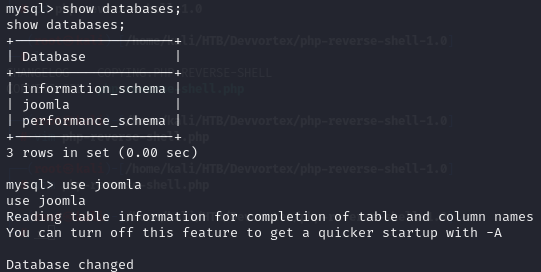 mysql> show databases;
show databases;
+--------------------+
| Database           |
+--------------------+
| information_schema |
| joomla             |
| performance_schema |
+--------------------+
3 rows in set (0.00 sec)
mysql> use joomla
use joomla
Reading table information for completion of table and column names
You can turn off this feature to get a quicker startup with -A
Database changed